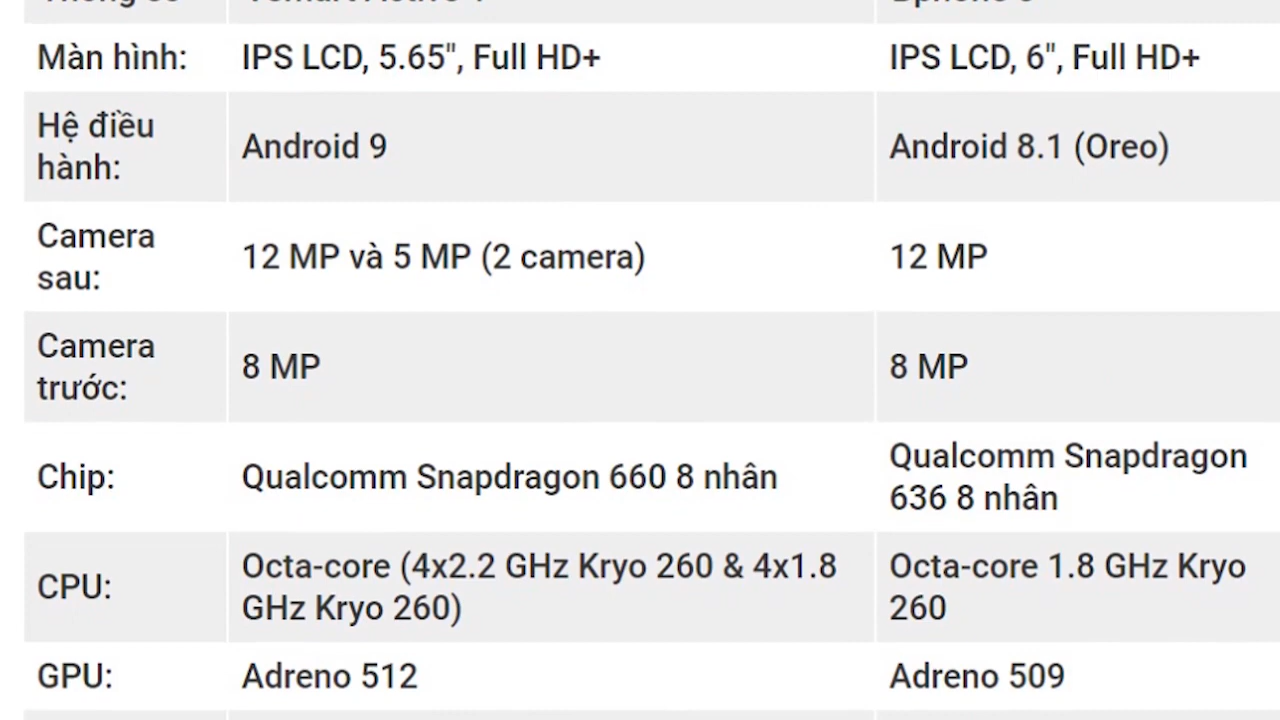 Màn hình: IPS LCD, 5.65", Full HD+ IPS LCD, 6", Full HD+
Hệ điều
hành:
Android 9
Android 8.1 (Oreo)
Camera
sau:
12 MP và 5 MP (2 camera)
12 MP
Camera
trước:
8 MP
8 MP
Chip:
Qualcomm Snapdragon 660 8 nhân
Qualcomm Snapdragon
636 8 nhân
CPU:
Octa-core (4x2.2 GHz Kryo 260 & 4x1.8
GHz Kryo 260)
Octa-core 1.8 GHz Kryo
260
GPU:
Adreno 512
Adreno 509